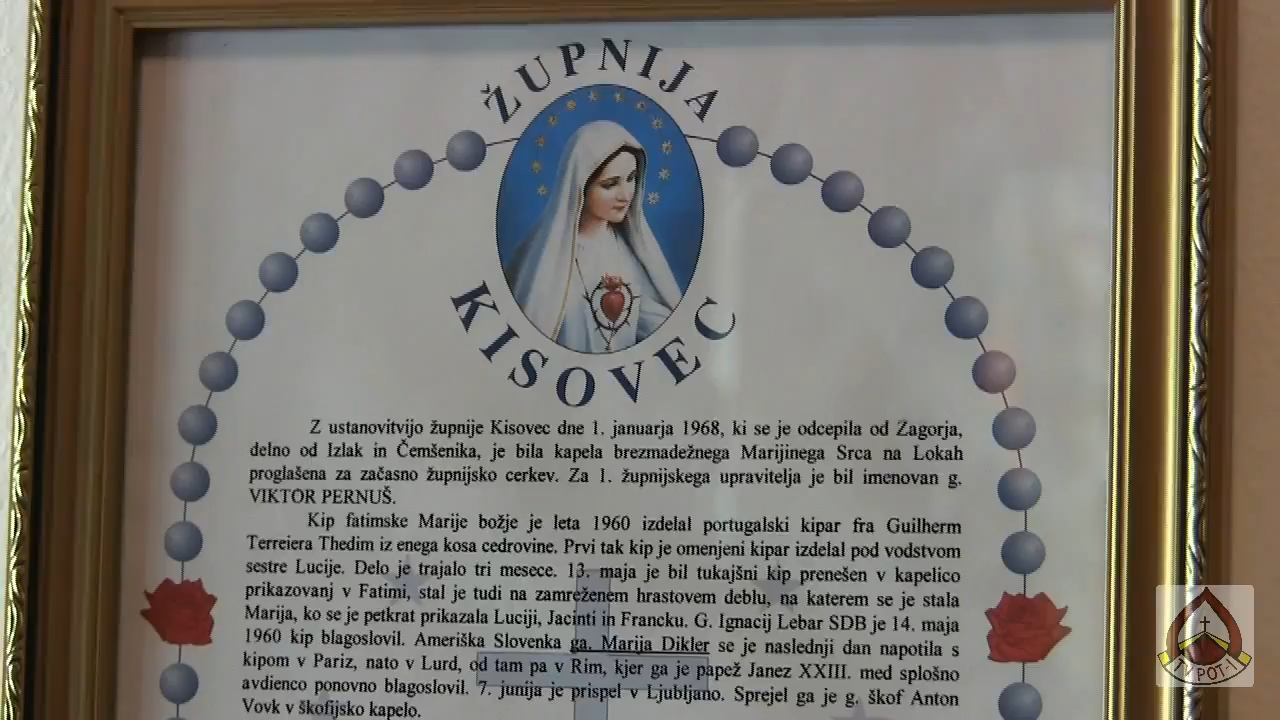 ŽUPNIJA
KISOVEC
Z ustanovitvijo župnije Kisovec dne 1. januarja 1968, ki se je odcepila od Zagorja,
delno od Izlak in Čemšenika, je bila kapela brezmadežnega Marijinega Srca na Lokah
proglašena za začasno župnijsko cerkev. Za 1. župnijskega upravitelja je bil imenovan g.
VIKTOR PERNUŠ.
Kip fatimske Marije božje je leta 1960 izdelal portugalski kipar fra Guilherm
Terreiera Thedim iz enega kosa cedrovine. Prvi tak kip je omenjeni kipar izdelal pod vodstvom
sestre Lucije. Delo je trajalo tri mesece. 13. maja je bil tukajšni kip prenešen v kapelico
prikazovanj v Fatimi, stal je tudi na zamreženem hrastovem deblu, na katerem se je stala
Marija, ko se je petkrat prikazala Luciji, Jacinti in Francku. G. Ignacij Lebar SDB je 14. maja
1960 kip blagoslovil. Ameriška Slovenka ga. Marija Dikler se je naslednji dan napotila s
kipom v Pariz, nato v Lurd, od tam pa v Rim, kjer ga je papež Janez XXIII. med splošno
avdienco ponovno blagoslovil. 7. junija je prispel v Ljubljano. Sprejel ga je g. škof Anton
Vovk v škofijsko kapelo.
TV POT-1